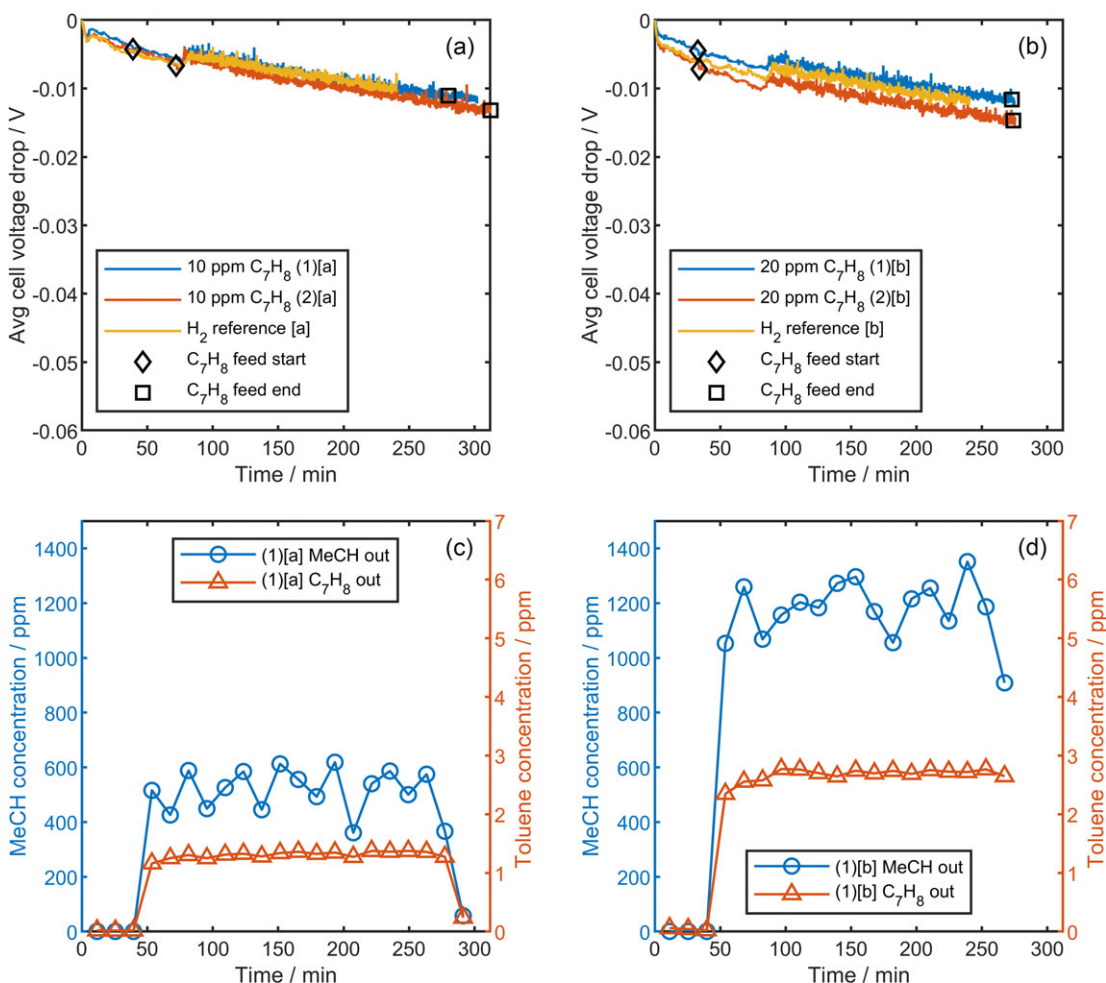 (a)
0
-0.01
-0.02
-0.03
-0.04
-0.05
-0.06
Avg cell voltage drop / V
10 ppm C7H8 (1)[a]
10 ppm C7H8 (2)[a]
H2 reference [a]
C7H8 feed start
C7H8 feed end
0 50 100 150 200 250 300
Time / min
(b)
0
-0.01
-0.02
-0.03
-0.04
-0.05
-0.06
Avg cell voltage drop / V
20 ppm C7H8 (1)[b]
20 ppm C7H8 (2)[b]
H2 reference [b]
C7H8 feed start
C7H8 feed end
0 50 100 150 200 250 300
Time / min
(c)
1400
1200
1000
800
600
400
200
0
MeCH concentration / ppm
(1)[a] MeCH out
(1)[a] C7H8 out
7
6
5
4
3
2
1
0
Toluene concentration / ppm
0 50 100 150 200 250 300
Time / min
(d)
1400
1200
1000
800
600
400
200
0
MeCH concentration / ppm
(1)[b] MeCH out
(1)[b] C7H8 out
7
6
5
4
3
2
1
0
Toluene concentration / ppm
0 50 100 150 200 250 300
Time / min